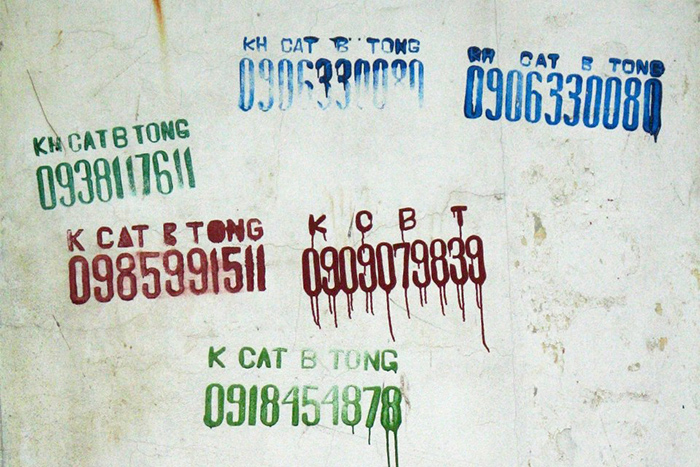 KH CAT B TONG
0906330080
KH CAT B TONG
0906330080
KH CAT B TONG
0938117611
K CAT B TONG
0985991511
K C B T
0909079839
K CAT B TONG
0918454878